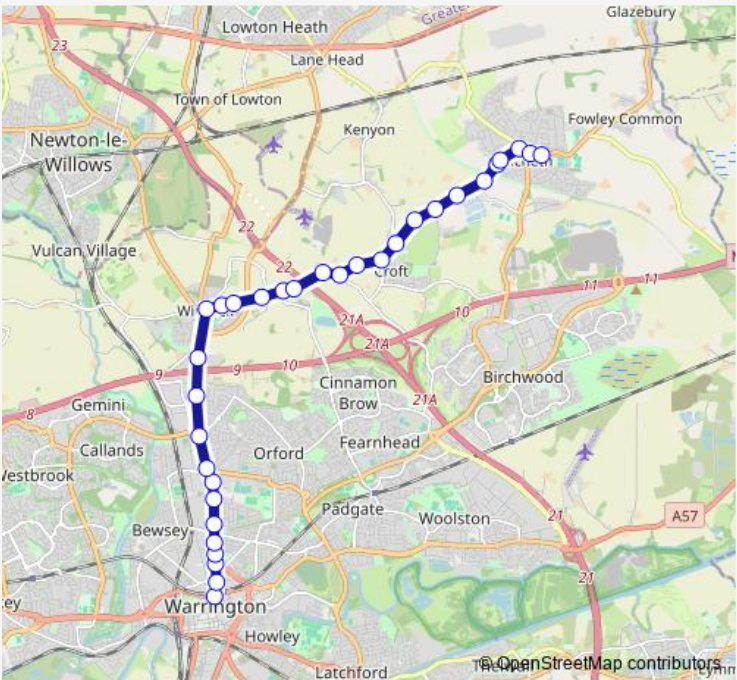 Glazebury
Lowton Heath
Greater
23
Lane Head
Town of Lowton
Fowley Common
Kenyon
Newton-le-
Willows
22
Vulcan Village
22
Croft
11
11
10
21A
21A
9
9
10
Cinnamon
Brow
Birchwood
21A
8
Gemini
Callands
Orford
Fearnhead
Westbrook
Padgate
Woolston
21
A57
Bewsey
21
Warrington
Howley
Latchford
© OpenStreetMap contributors